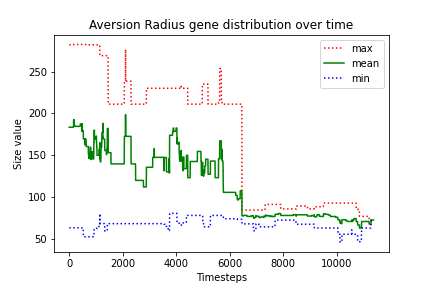 Aversion Radius gene distribution over time
max
mean
min
Size value
250
200
150
100
50
0
2000
4000
6000
8000
10000
Timesteps